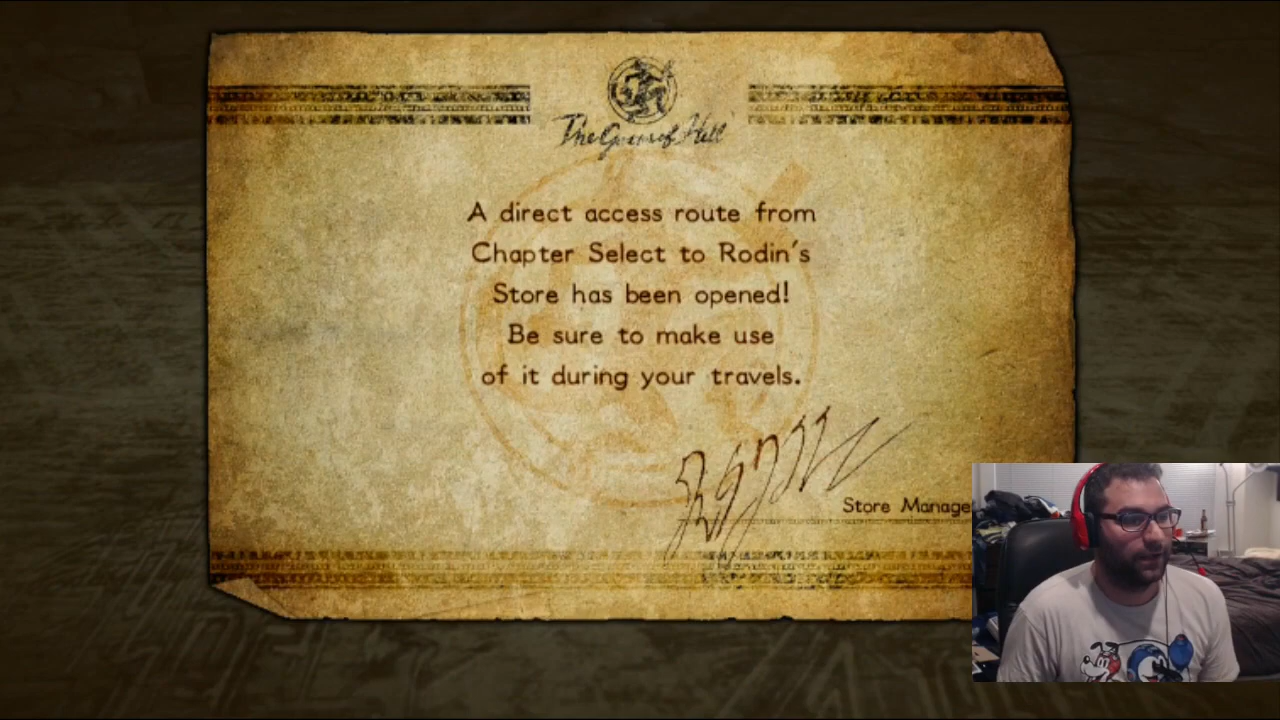 The Gates of Hell
A direct access route from
Chapter Select to Rodin's
Store has been opened!
Be sure to make use
of it during your travels.
Store Manage